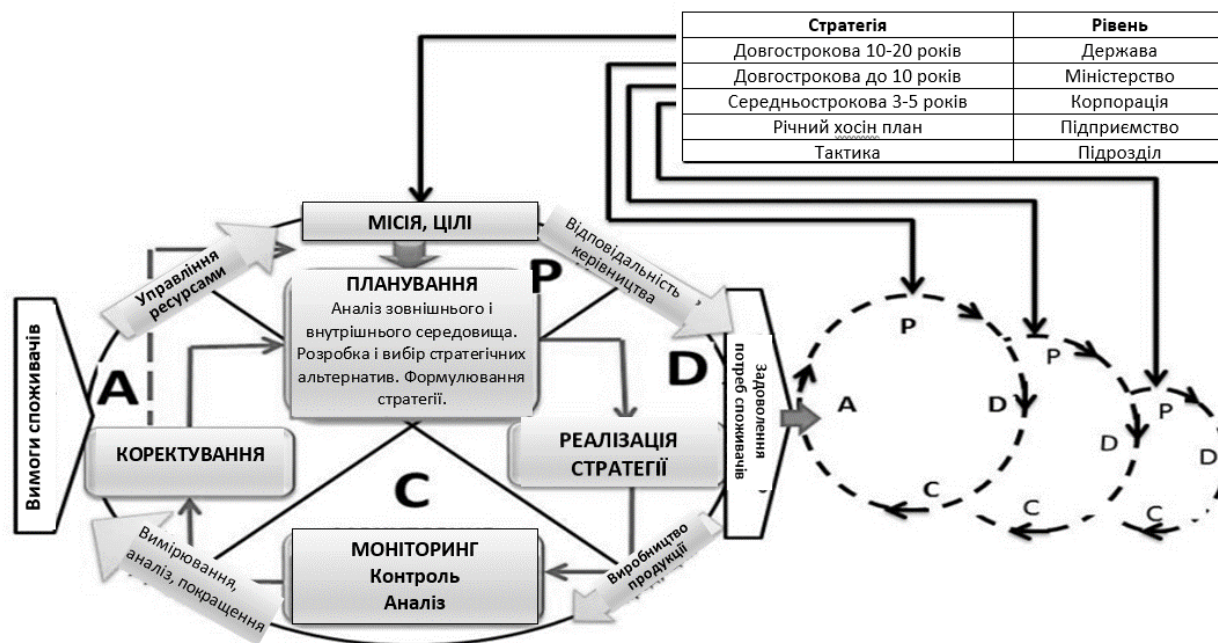 Стратегія Рівень
Довгострокова 10-20 років Держава
Довгострокова до 10 років Міністерство
Середньострокова 3-5 років Корпорація
Річний хосін план Підприємство
Тактика Підрозділ
МІСІЯ, ЦІЛІ
Управління
ресурсами
Відповідальність
керівництва
ПЛАНУВАННЯ
Аналіз зовнішнього і
внутрішнього середовища.
Розробка і вибір стратегічних
альтернатив. Формулювання
стратегії.
P
D
A
C
Вимоги споживачів
КОРЕКТУВАННЯ
РЕАЛІЗАЦІЯ
СТРАТЕГІЇ
Задоволення
потреб споживачів
МОНІТОРИНГ
Контроль
Аналіз
Вимірювання,
аналіз, покращення
Виробництво
продукції
P
A
D
C
P
D
C
P
D
C